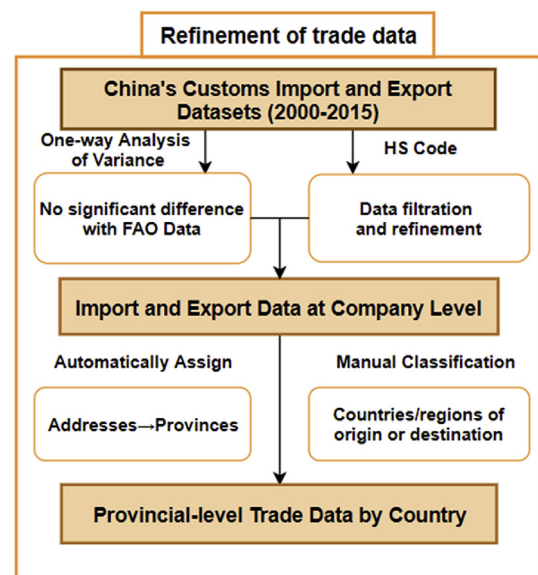 Refinement of trade data
China's Customs Import and Export
Datasets (2000-2015)
One-way Analysis
of Variance
HS Code
No significant difference
with FAO Data
Data filtration
and refinement
Import and Export Data at Company Level
Automatically Assign
Manual Classification
Addresses→Provinces
Countries/regions of
origin or destination
Provincial-level Trade Data by Country